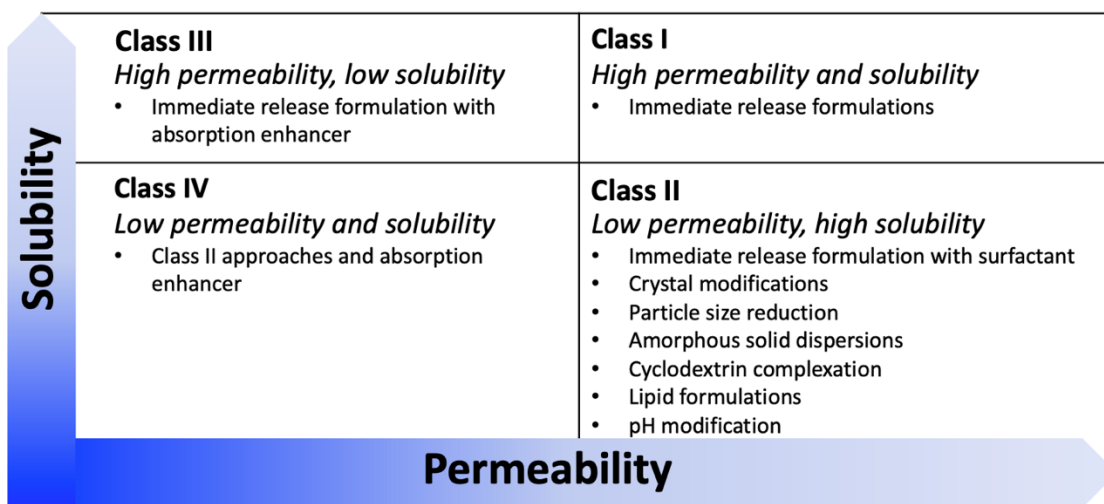 Solubility
Class III
High permeability, low solubility
• Immediate release formulation with
absorption enhancer
Class I
High permeability and solubility
• Immediate release formulations
Class IV
Low permeability and solubility
• Class II approaches and absorption
enhancer
Class II
Low permeability, high solubility
• Immediate release formulation with surfactant
• Crystal modifications
• Particle size reduction
• Amorphous solid dispersions
• Cyclodextrin complexation
• Lipid formulations
• pH modification
Permeability